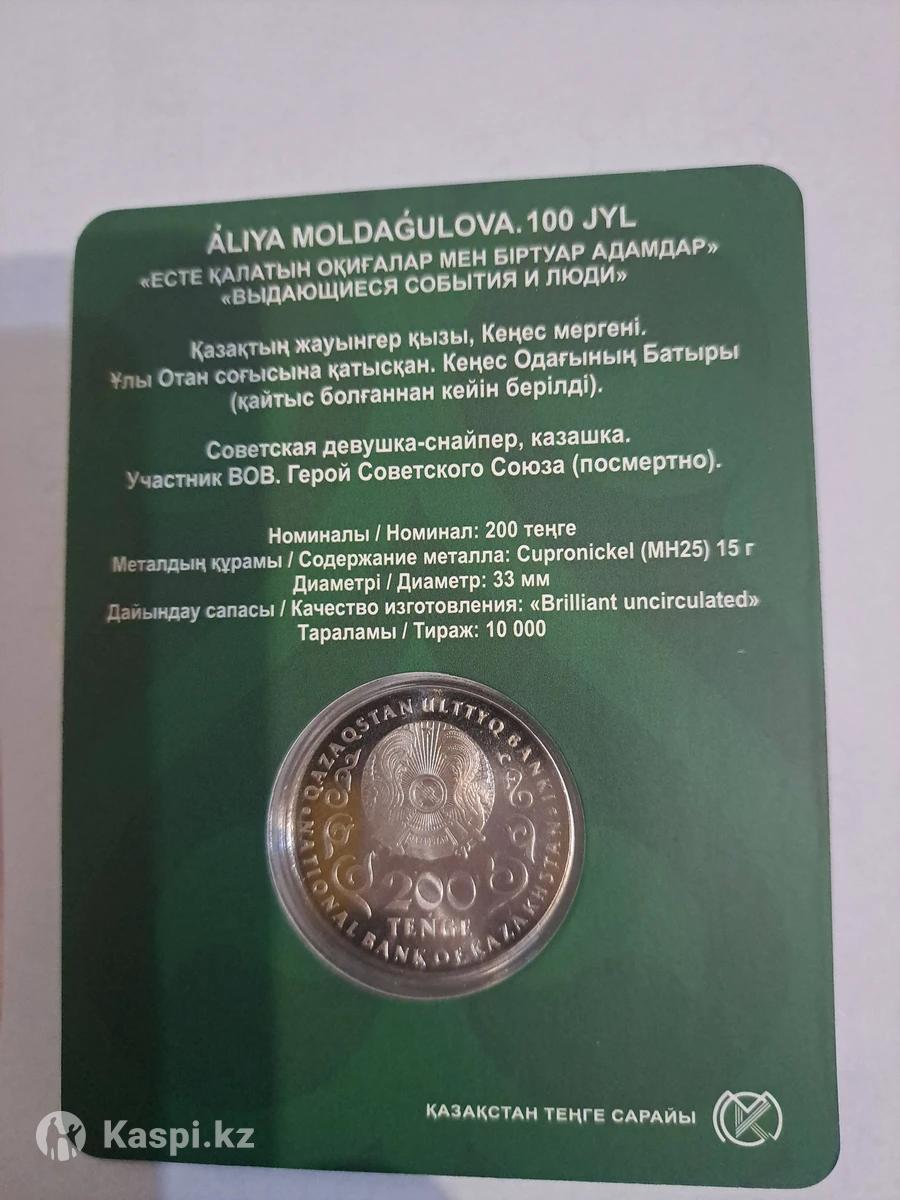 ÁLIYA MOLDAǴULOVA. 100 JYL
«ЕСТЕ ҚАЛАТЫН ОҚИҒАЛАР МЕН БІРТУАР АДАМДАР»
«ВЫДАЮЩИЕСЯ СОБЫТИЯ И ЛЮДИ»
Қазақтың жауынгер қызы, Кеңес мергені.
Ұлы Отан соғысына қатысқан. Кеңес Одағының Батыры
(қайтыс болғаннан кейін берілді).
Советская девушка-снайпер, казашка.
Участник ВОВ. Герой Советского Союза (посмертно).
Номиналы / Номинал: 200 теңге
Металдың құрамы / Содержание металла: Cupronickel (МН25) 15 г
Диаметрі / Диаметр: 33 мм
Дайындау сапасы / Качество изготовления: «Brilliant uncirculated»
Тараламы / Тираж: 10 000
QAZAQSTAN ULTTYQ BANKI
200
TENGE
NATIONAL BANK OF KAZAKHSTAN
ҚАЗАҚСТАН ТЕҢГЕ САРАЙЫ
Kaspi.kz